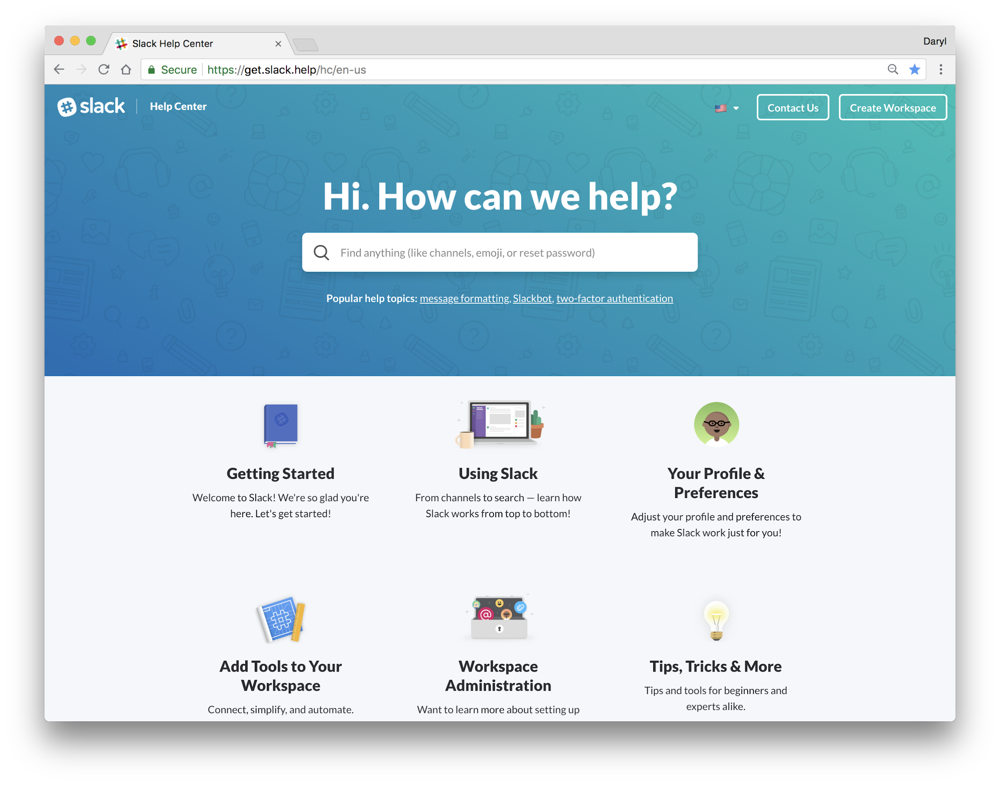 Slack Help Center
Daryl
Secure https://get.slack.help/hc/en-us
slack Help Center
Contact Us
Create Workspace
Hi. How can we help?
Find anything (like channels, emoji, or reset password)
Popular help topics: message formatting, Slackbot, two-factor authentication
Getting Started
Welcome to Slack! We're so glad you're
here. Let's get started!
Using Slack
From channels to search — learn how
Slack works from top to bottom!
Your Profile &
Preferences
Adjust your profile and preferences to
make Slack work just for you!
Add Tools to Your
Workspace
Connect, simplify, and automate.
Workspace
Administration
Want to learn more about setting up
Tips, Tricks & More
Tips and tools for beginners and
experts alike.